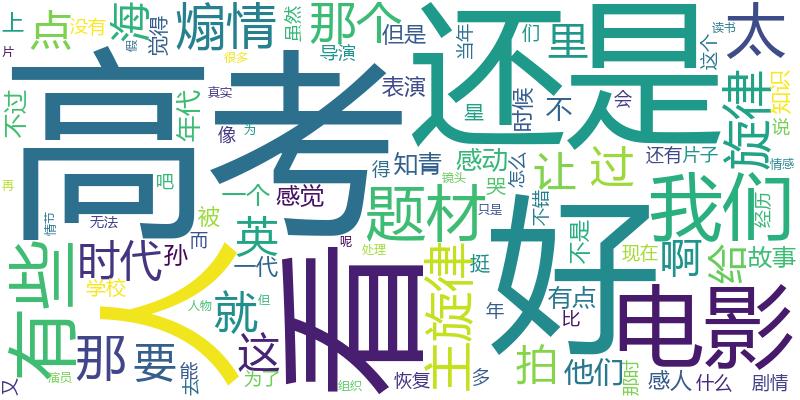 高考
还是
好
看
人
电影
我们
有些
题材
主旋律
旋律
时代
那
要
就
这
英
孙
煽情
那个
海
点
上
没有
假
觉得
片
不过
年代
像
真实
为
吧
一个
感觉
被
而
一代
学校
无法
情节
再
人物
但
去
能
又
演员
为了
组织
恢复
处理
呢
得
知青
表演
导演
但是
虽然
很多
当年
们
星
时候
不
会
里
这个
读书
太
知识
说
情感
还有
片子
感动
怎么
哭
镜头
只是
让
过
不错
不是
经历
现在
啊
给
故事
挺
有点
年
比
拍
他们
多
那时
感人
什么
剧情